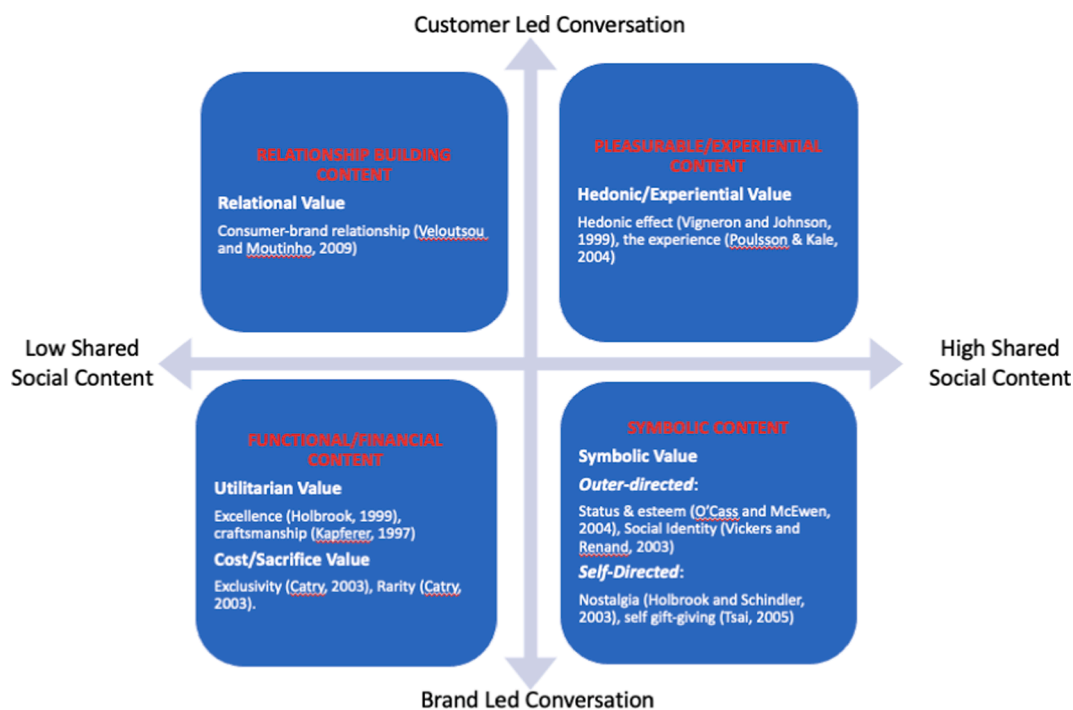 Customer Led Conversation
RELATIONSHIP BUILDING
CONTENT
Relational Value
Consumer-brand relationship (Veloutsou
and Moutinho, 2009)
PLEASURABLE/EXPERIENTIAL
CONTENT
Hedonic/Experiential Value
Hedonic effect (Vigneron and Johnson,
1999), the experience (Poulsson & Kale,
2004)
Low Shared
Social Content
High Shared
Social Content
FUNCTIONAL/FINANCIAL
CONTENT
Utilitarian Value
Excellence (Holbrook, 1999),
craftsmanship (Kapferer, 1997)
Cost/Sacrifice Value
Exclusivity (Catry, 2003), Rarity (Catry,
2003).
SYMBOLIC CONTENT
Symbolic Value
Outer-directed:
Status & esteem (O'Cass and McEwen,
2004), Social Identity (Vickers and
Renand, 2003)
Self-Directed:
Nostalgia (Holbrook and Schindler,
2003), self gift-giving (Tsai, 2005)
Brand Led Conversation